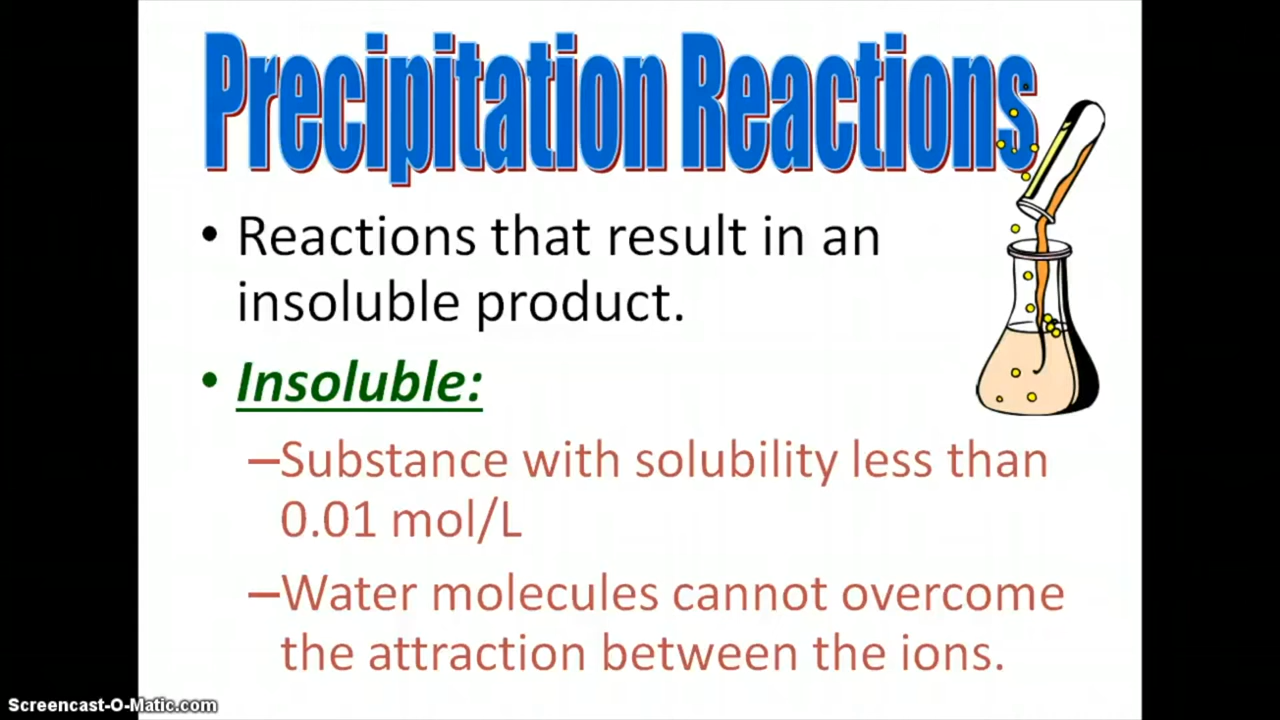 Precipitation Reactions
• Reactions that result in an
insoluble product.
• Insoluble:
–Substance with solubility less than
0.01 mol/L
–Water molecules cannot overcome
the attraction between the ions.
Screencast-O-Matic.com